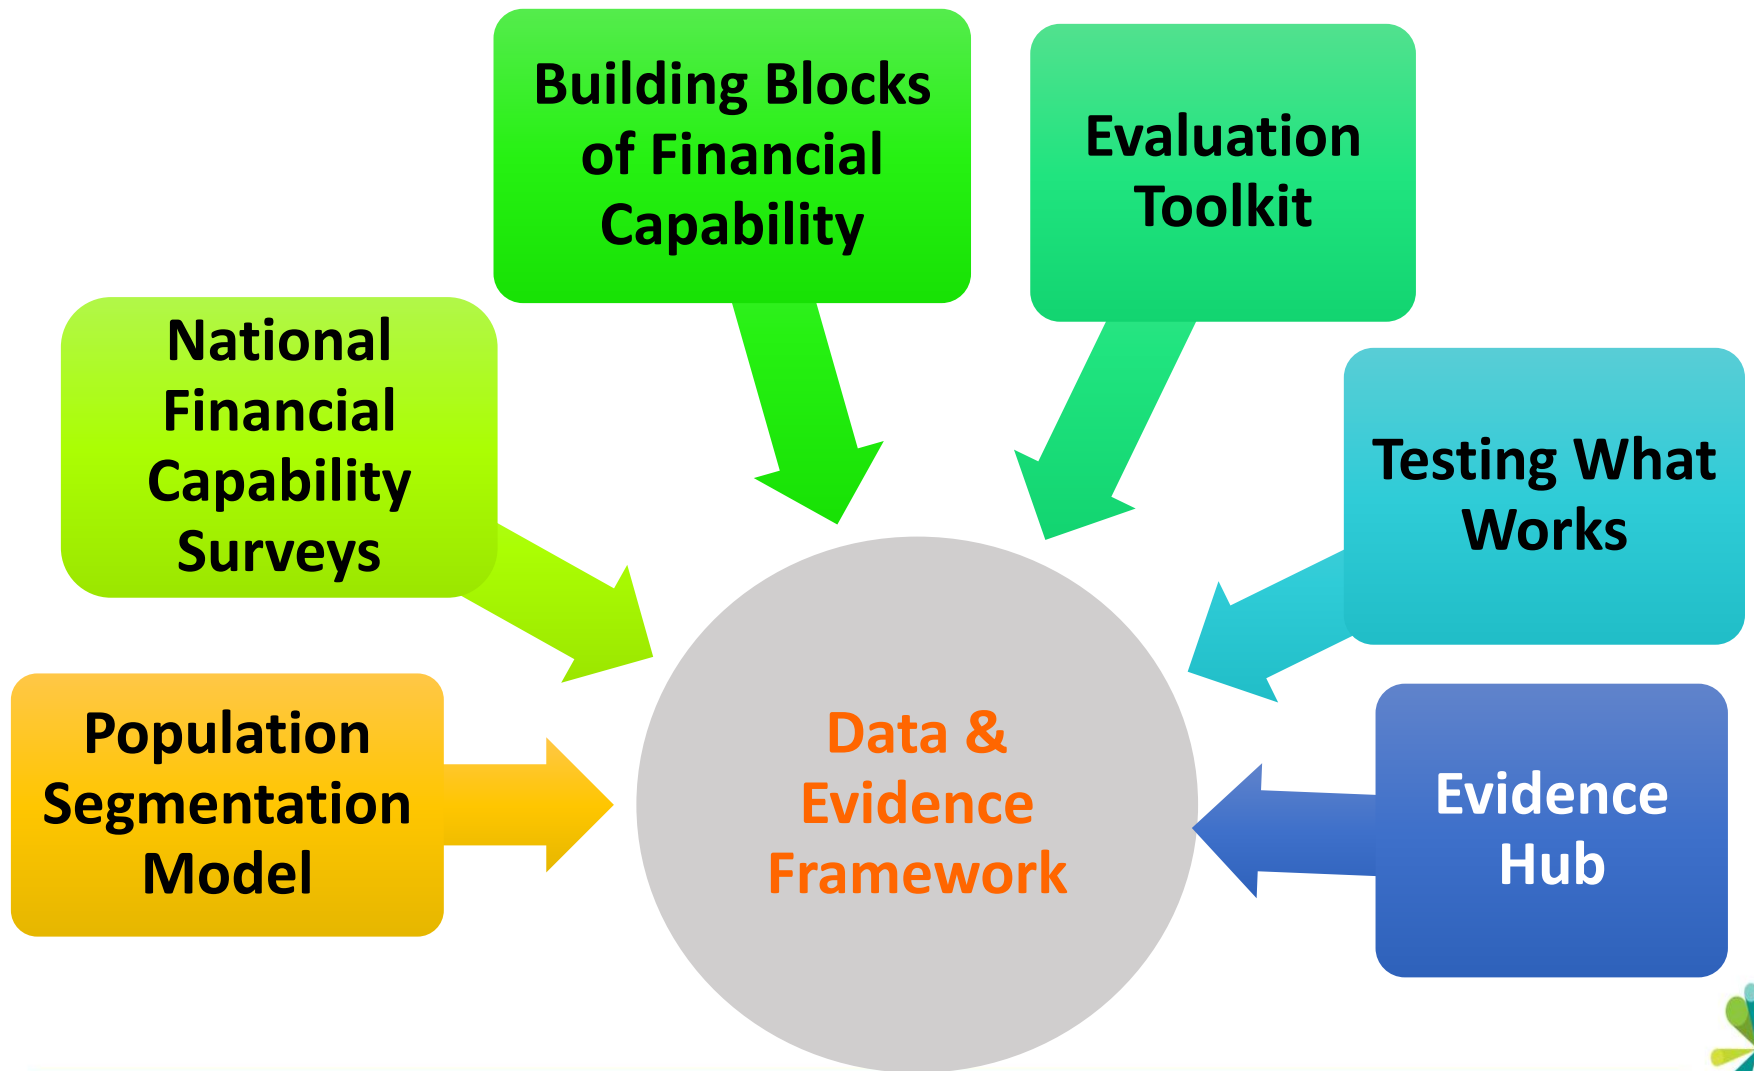 Building Blocks
of Financial
Capability
Evaluation
Toolkit
National
Financial
Capability
Surveys
Testing What
Works
Population
Segmentation
Model
Data &
Evidence
Framework
Evidence
Hub